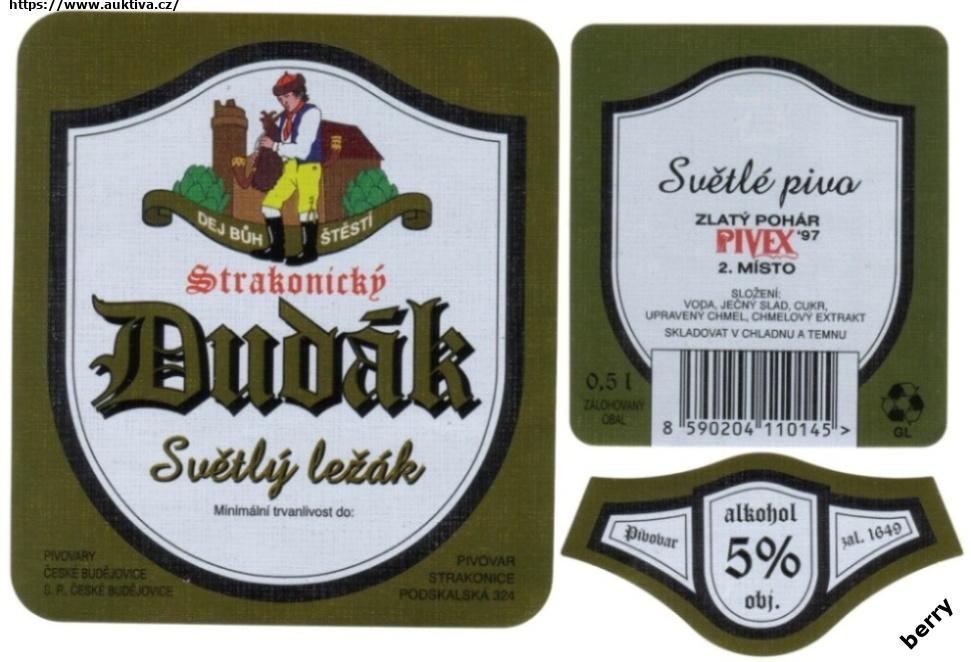 https://www.auktiva.cz/
DEJ BŮH ŠTĚSTÍ
Strakonický
Dudák
Světlý ležák
Minimální trvanlivost do:
PIVOVARY
ČESKÉ BUDĚJOVICE
S. P., ČESKÉ BUDĚJOVICE
PIVOVAR
STRAKONICE
PODSKALSKÁ 324
Světlé pivo
ZLATÝ POHÁR
PIVEX '97
2. MÍSTO
SLOŽENÍ:
VODA, JEČNÝ SLAD, CUKR,
UPRAVENÝ CHMEL, CHMELOVÝ EXTRAKT
SKLADOVAT V CHLADNU A TEMNU
0,5 l
ZÁLOHOVANÝ
OBAL
8 590204 110145 >
GL
Pivovar
alkohol
5%
obj.
zal. 1649
berry